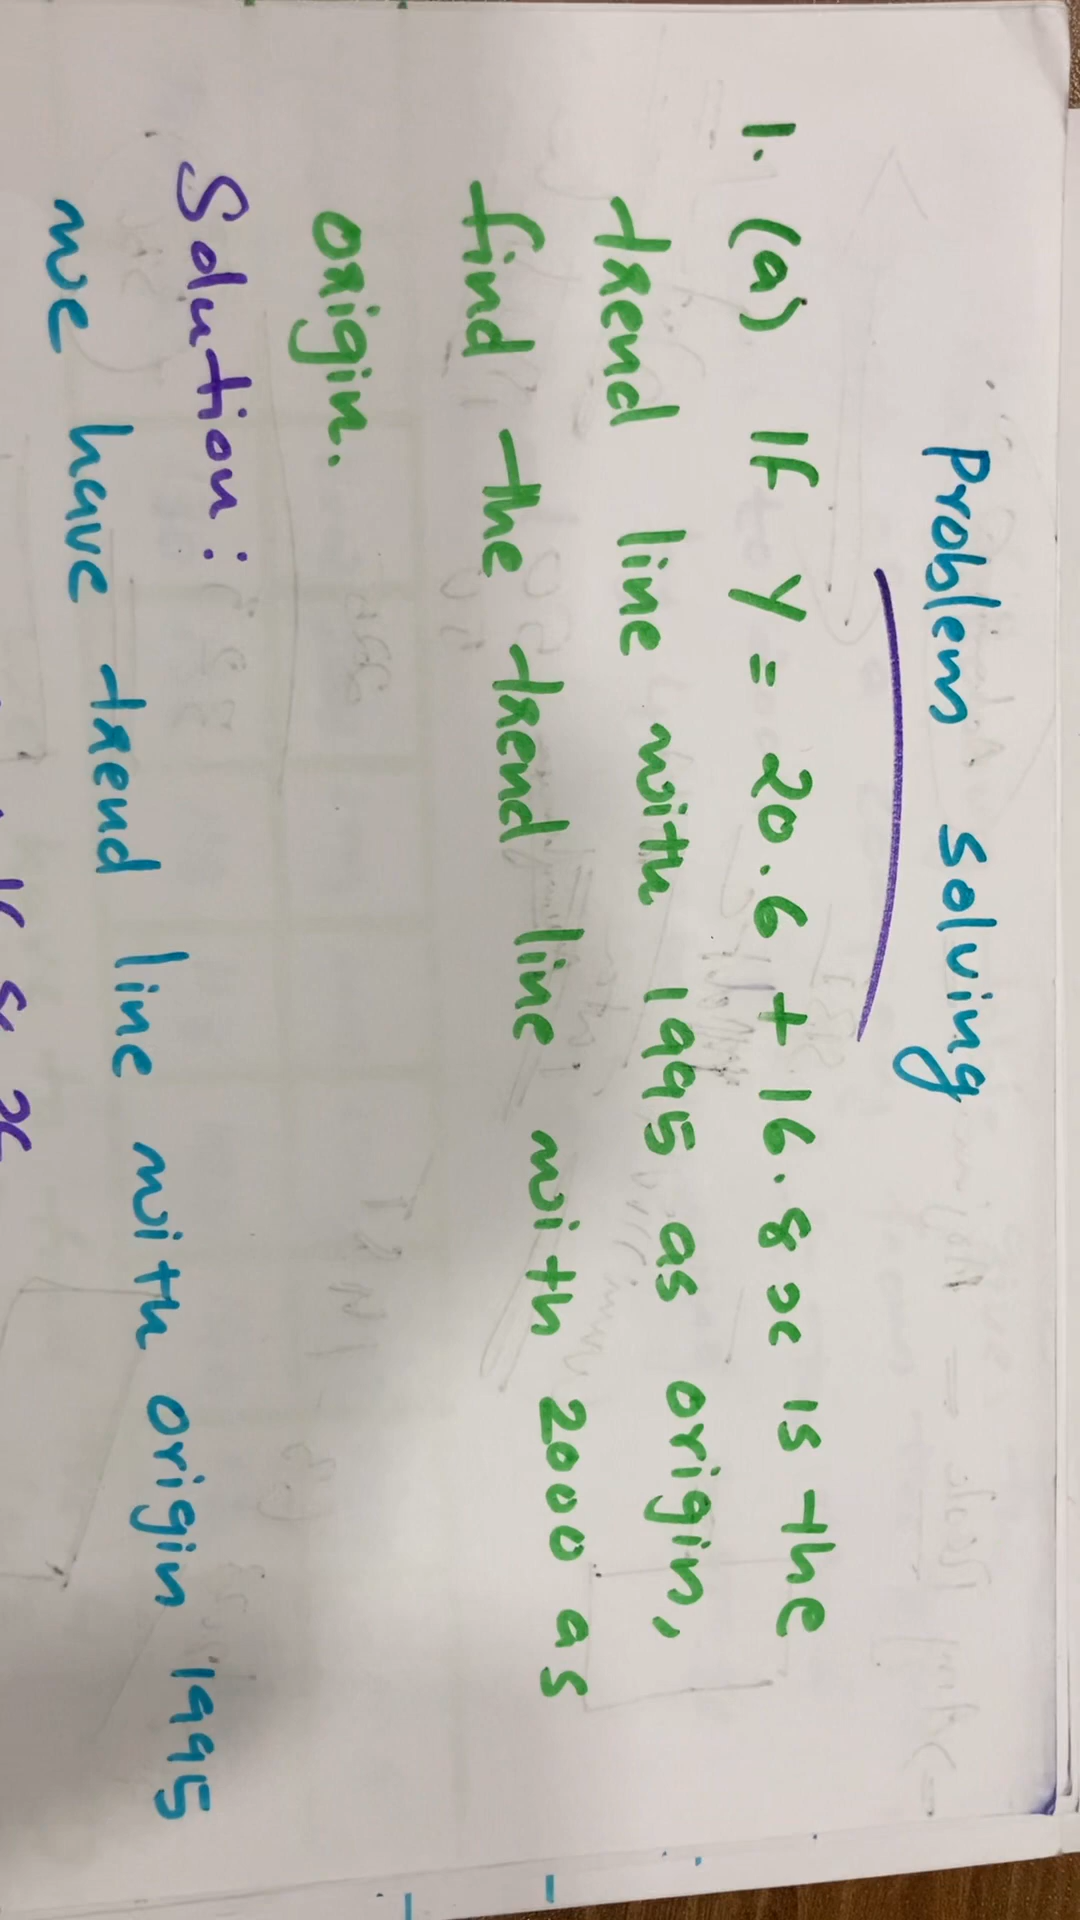 Problem solving
1. (a) If y = 20.6 + 16.8x is the
trend line with 1995 as origin,
find the trend line with 2000 as
origin.
Solution:
we have trend line with origin 1995